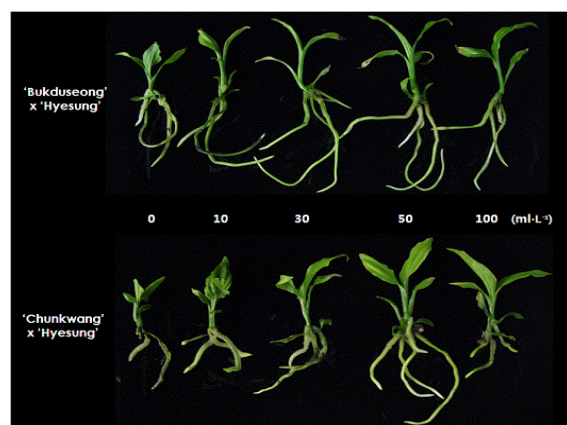 'Bukduseong'
x 'Hyesung'
0 10 30 50 100 (ml·L⁻¹)
'Chunkwang'
x 'Hyesung'